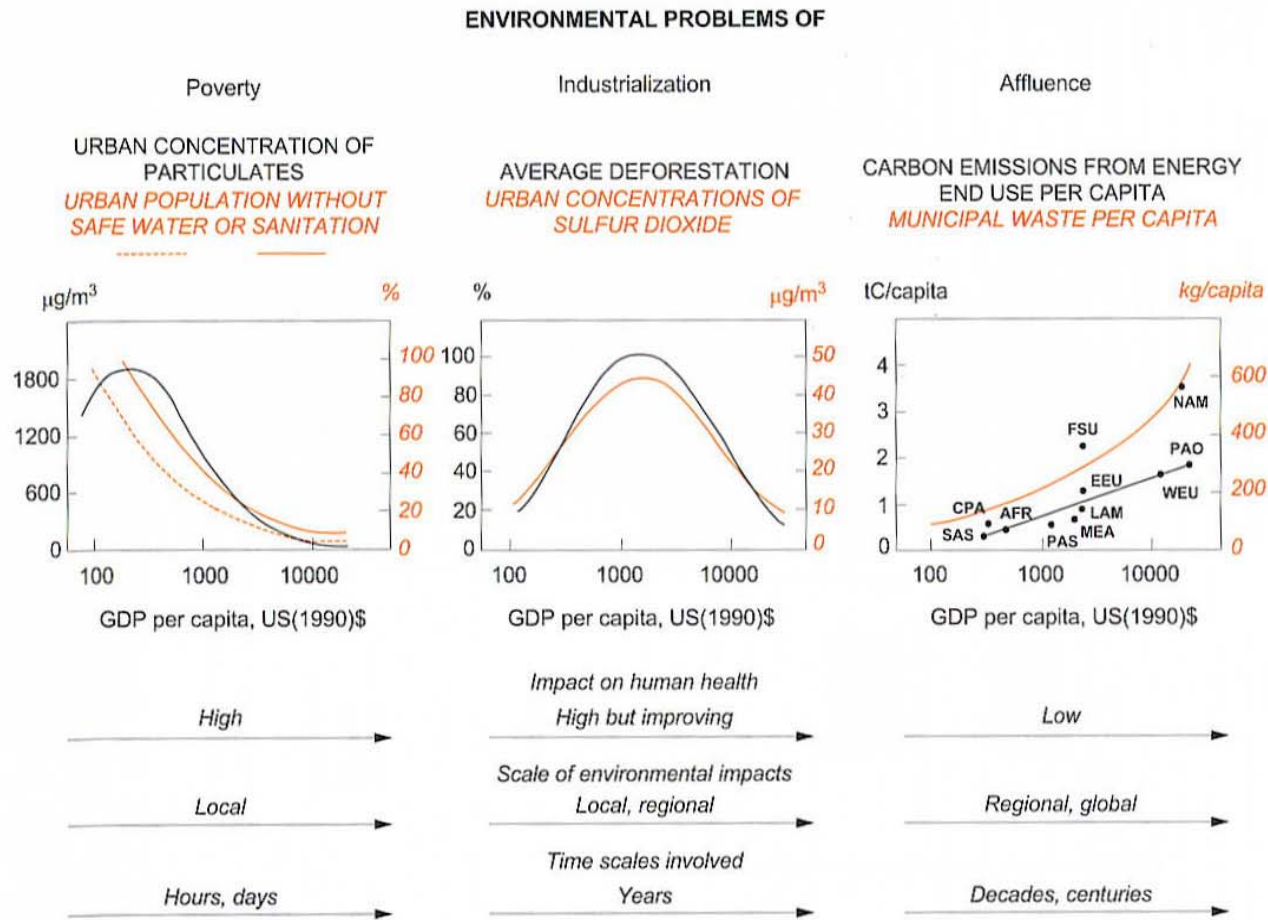 ENVIRONMENTAL PROBLEMS OF
Poverty
URBAN CONCENTRATION OF
PARTICULATES
URBAN POPULATION WITHOUT
SAFE WATER OR SANITATION
μg/m³
%
1800
1200
600
0
100
80
60
40
20
0
100
1000
10000
GDP per capita, US(1990)$
Industrialization
AVERAGE DEFORESTATION
URBAN CONCENTRATIONS OF
SULFUR DIOXIDE
%
μg/m³
100
80
60
40
20
0
50
40
30
20
10
0
100
1000
10000
GDP per capita, US(1990)$
Affluence
CARBON EMISSIONS FROM ENERGY
END USE PER CAPITA
MUNICIPAL WASTE PER CAPITA
tC/capita
kg/capita
4
3
2
1
0
600
400
200
0
NAM
FSU
PAO
EEU
WEU
CPA
AFR
LAM
SAS
PAS
MEA
100
1000
10000
GDP per capita, US(1990)$
Impact on human health
High
High but improving
Low
Scale of environmental impacts
Local
Local, regional
Regional, global
Time scales involved
Hours, days
Years
Decades, centuries